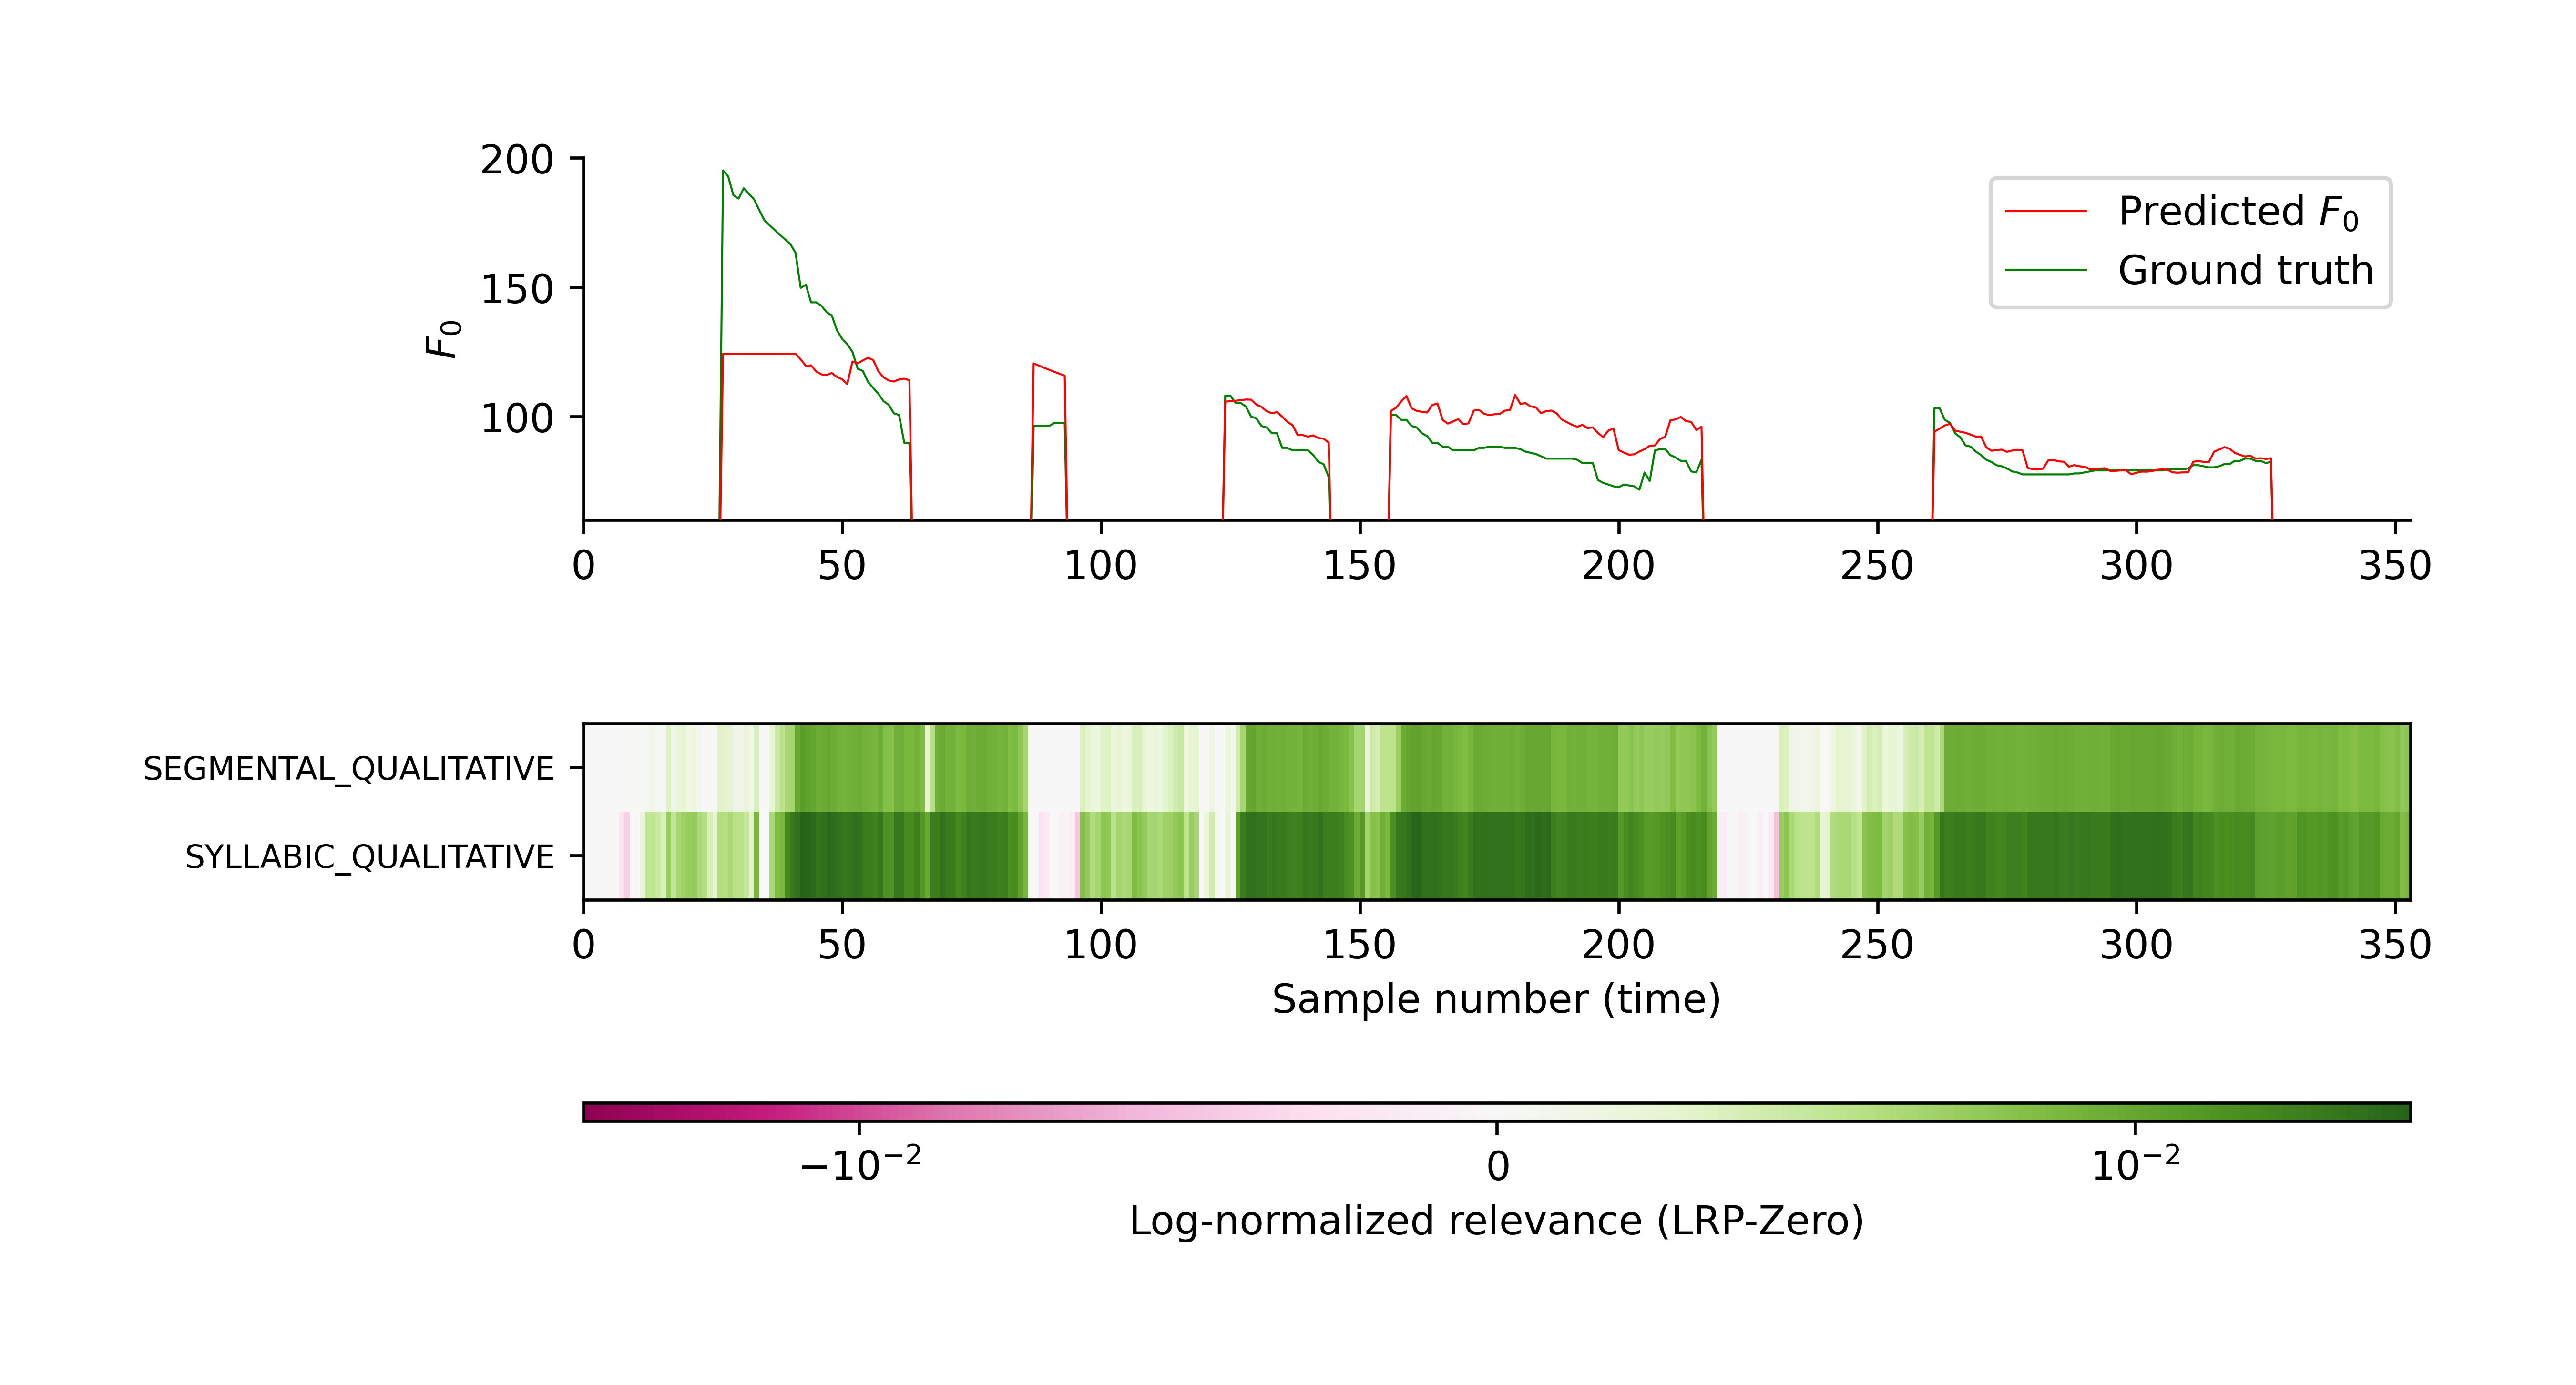 200
150
100
F₀
Predicted F₀
Ground truth
0 50 100 150 200 250 300 350
SEGMENTAL_QUALITATIVE
SYLLABIC_QUALITATIVE
0 50 100 150 200 250 300 350
Sample number (time)
−10⁻² 0 10⁻²
Log-normalized relevance (LRP-Zero)